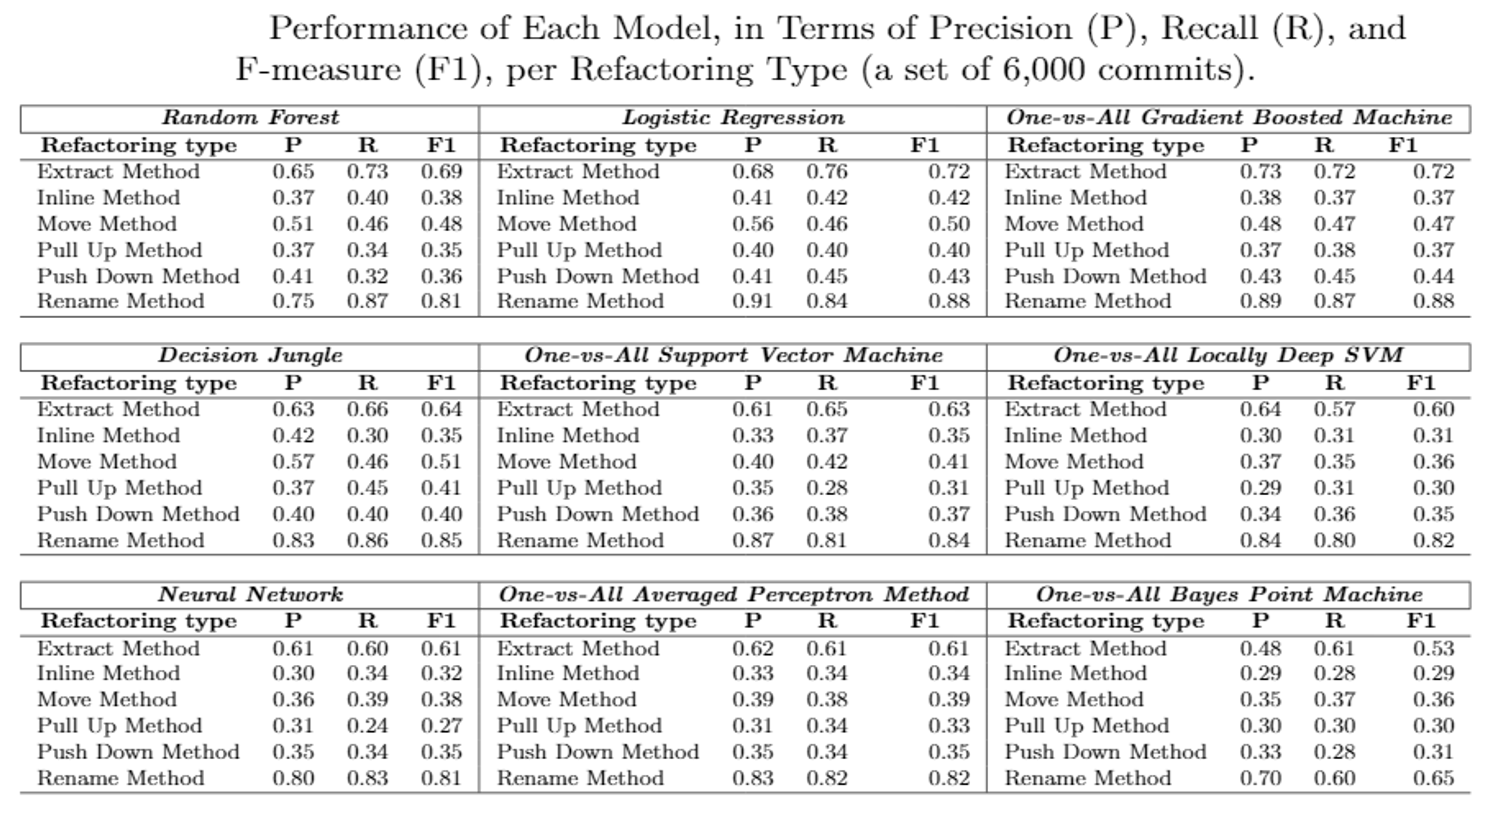 Performance of Each Model, in Terms of Precision (P), Recall (R), and
F-measure (F1), per Refactoring Type (a set of 6,000 commits).
Random Forest Logistic Regression One-vs-All Gradient Boosted Machine
Refactoring type P R F1 Refactoring type P R F1 Refactoring type P R F1
Extract Method 0.65 0.73 0.69 Extract Method 0.68 0.76 0.72 Extract Method 0.73 0.72 0.72
Inline Method 0.37 0.40 0.38 Inline Method 0.41 0.42 0.42 Inline Method 0.38 0.37 0.37
Move Method 0.51 0.46 0.48 Move Method 0.56 0.46 0.50 Move Method 0.48 0.47 0.47
Pull Up Method 0.37 0.34 0.35 Pull Up Method 0.40 0.40 0.40 Pull Up Method 0.37 0.38 0.37
Push Down Method 0.41 0.32 0.36 Push Down Method 0.41 0.45 0.43 Push Down Method 0.43 0.45 0.44
Rename Method 0.75 0.87 0.81 Rename Method 0.91 0.84 0.88 Rename Method 0.89 0.87 0.88
Decision Jungle One-vs-All Support Vector Machine One-vs-All Locally Deep SVM
Refactoring type P R F1 Refactoring type P R F1 Refactoring type P R F1
Extract Method 0.63 0.66 0.64 Extract Method 0.61 0.65 0.63 Extract Method 0.64 0.57 0.60
Inline Method 0.42 0.30 0.35 Inline Method 0.33 0.37 0.35 Inline Method 0.30 0.31 0.31
Move Method 0.57 0.46 0.51 Move Method 0.40 0.42 0.41 Move Method 0.37 0.35 0.36
Pull Up Method 0.37 0.45 0.41 Pull Up Method 0.35 0.28 0.31 Pull Up Method 0.29 0.31 0.30
Push Down Method 0.40 0.40 0.40 Push Down Method 0.36 0.38 0.37 Push Down Method 0.34 0.36 0.35
Rename Method 0.83 0.86 0.85 Rename Method 0.87 0.81 0.84 Rename Method 0.84 0.80 0.82
Neural Network One-vs-All Averaged Perceptron Method One-vs-All Bayes Point Machine
Refactoring type P R F1 Refactoring type P R F1 Refactoring type P R F1
Extract Method 0.61 0.60 0.61 Extract Method 0.62 0.61 0.61 Extract Method 0.48 0.61 0.53
Inline Method 0.30 0.34 0.32 Inline Method 0.33 0.34 0.34 Inline Method 0.29 0.28 0.29
Move Method 0.36 0.39 0.38 Move Method 0.39 0.38 0.39 Move Method 0.35 0.37 0.36
Pull Up Method 0.31 0.24 0.27 Pull Up Method 0.31 0.34 0.33 Pull Up Method 0.30 0.30 0.30
Push Down Method 0.35 0.34 0.35 Push Down Method 0.35 0.34 0.35 Push Down Method 0.33 0.28 0.31
Rename Method 0.80 0.83 0.81 Rename Method 0.83 0.82 0.82 Rename Method 0.70 0.60 0.65